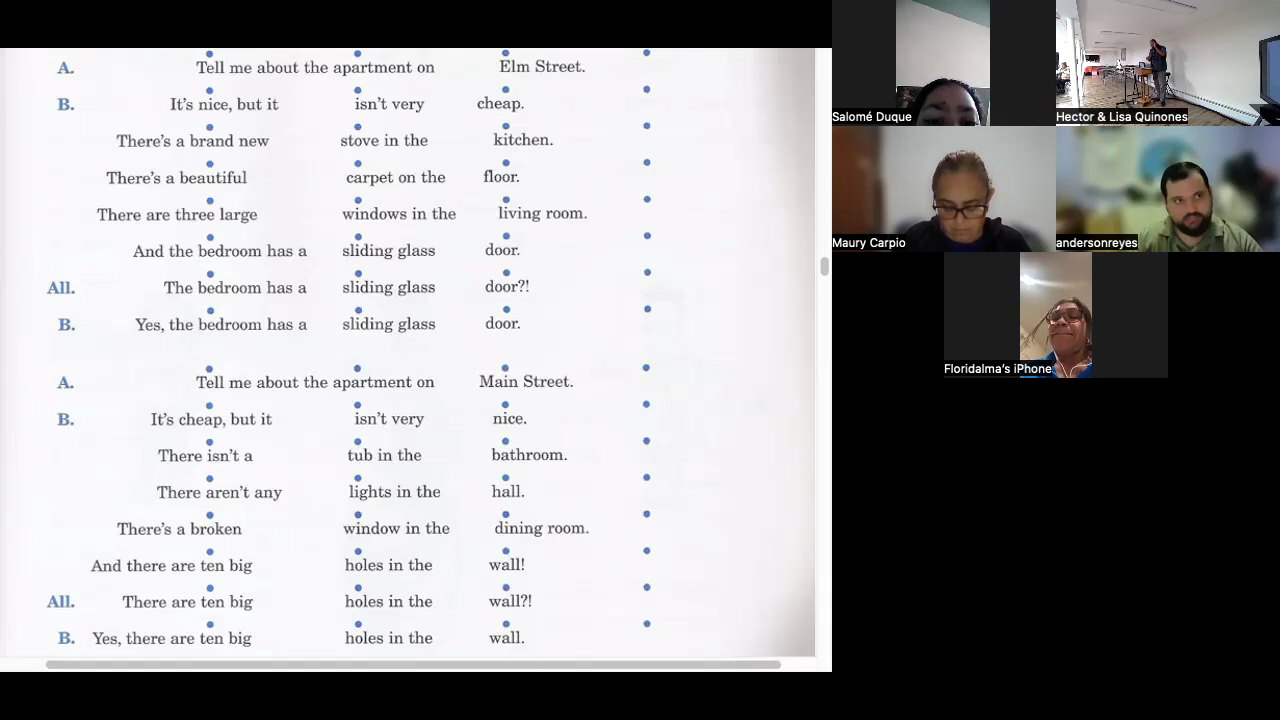 A. Tell me about the apartment on Elm Street.
B. It's nice, but it isn't very cheap.
There's a brand new stove in the kitchen.
There's a beautiful carpet on the floor.
There are three large windows in the living room.
And the bedroom has a sliding glass door.
All. The bedroom has a sliding glass door?!
B. Yes, the bedroom has a sliding glass door.
A. Tell me about the apartment on Main Street.
B. It's cheap, but it isn't very nice.
There isn't a tub in the bathroom.
There aren't any lights in the hall.
There's a broken window in the dining room.
And there are ten big holes in the wall!
All. There are ten big holes in the wall?!
B. Yes, there are ten big holes in the wall.
Salomé Duque
Hector & Lisa Quinones
Maury Carpio
andersonreyes
Floridalma's iPhone